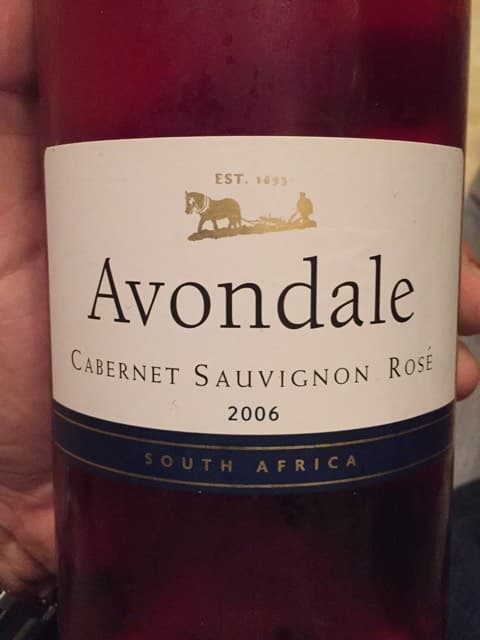 EST. 1693
Avondale
CABERNET SAUVIGNON ROSÉ
2006
SOUTH AFRICA